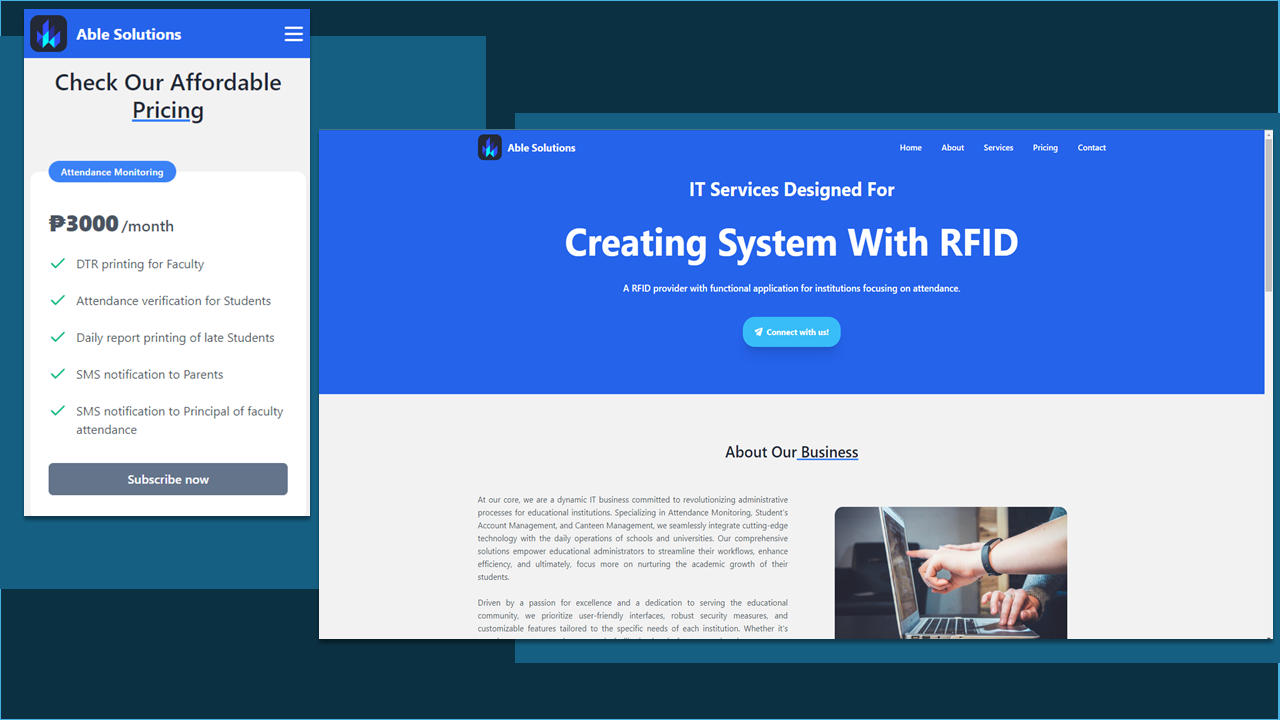 Able Solutions
Check Our Affordable
Pricing
Attendance Monitoring
₱3000 /month
DTR printing for Faculty
Attendance verification for Students
Daily report printing of late Students
SMS notification to Parents
SMS notification to Principal of faculty
attendance
Subscribe now
Able Solutions
Home About Services Pricing Contact
IT Services Designed For
Creating System With RFID
A RFID provider with functional application for institutions focusing on attendance.
Connect with us!
About Our Business
At our core, we are a dynamic IT business committed to revolutionizing administrative
processes for educational institutions. Specializing in Attendance Monitoring, Student's
Account Management, and Canteen Management, we seamlessly integrate cutting-edge
technology with the daily operations of schools and universities. Our comprehensive
solutions empower educational administrators to streamline their workflows, enhance
efficiency, and ultimately, focus more on nurturing the academic growth of their
students.
Driven by a passion for excellence and a dedication to serving the educational
community, we prioritize user-friendly interfaces, robust security measures, and
customizable features tailored to the specific needs of each institution. Whether it's